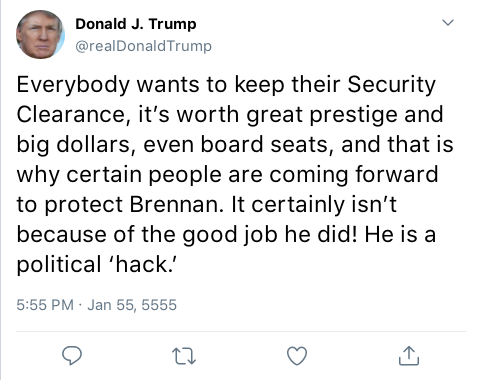 Donald J. Trump
@realDonaldTrump
Everybody wants to keep their Security
Clearance, it’s worth great prestige and
big dollars, even board seats, and that is
why certain people are coming forward
to protect Brennan. It certainly isn’t
because of the good job he did! He is a
political ‘hack.’
5:55 PM · Jan 55, 5555